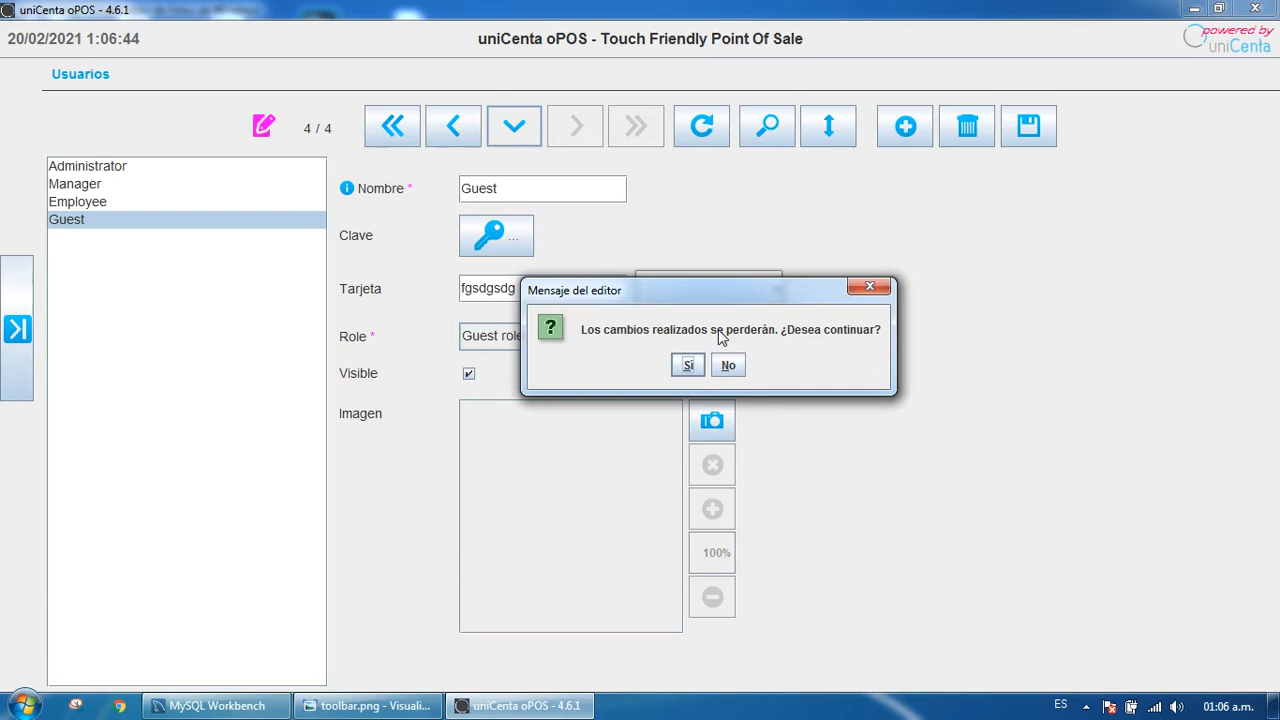 uniCenta oPOS - 4.6.1
20/02/2021 1:06:44
uniCenta oPOS - Touch Friendly Point Of Sale
powered by
uniCenta
Usuarios
4 / 4
Administrator
Manager
Employee
Guest
Nombre *
Guest
Clave
...
Tarjeta
fgsdgsdg
Role *
Guest role
Visible
Imagen
100%
Mensaje del editor
Los cambios realizados se perderán. ¿Desea continuar?
Sí
No
MySQL Workbench
toolbar.png - Visuali...
uniCenta oPOS - 4.6.1
ES
01:06 a.m.